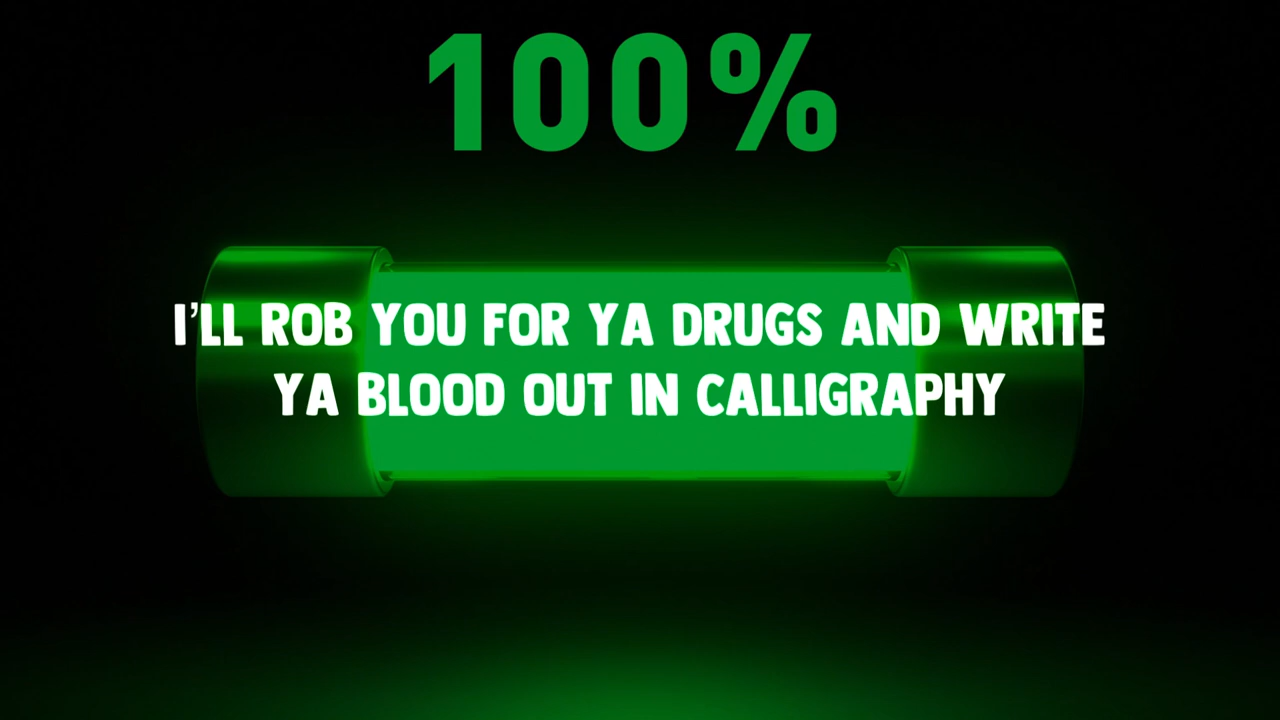 100%
I'LL ROB YOU FOR YA DRUGS AND WRITE
YA BLOOD OUT IN CALLIGRAPHY